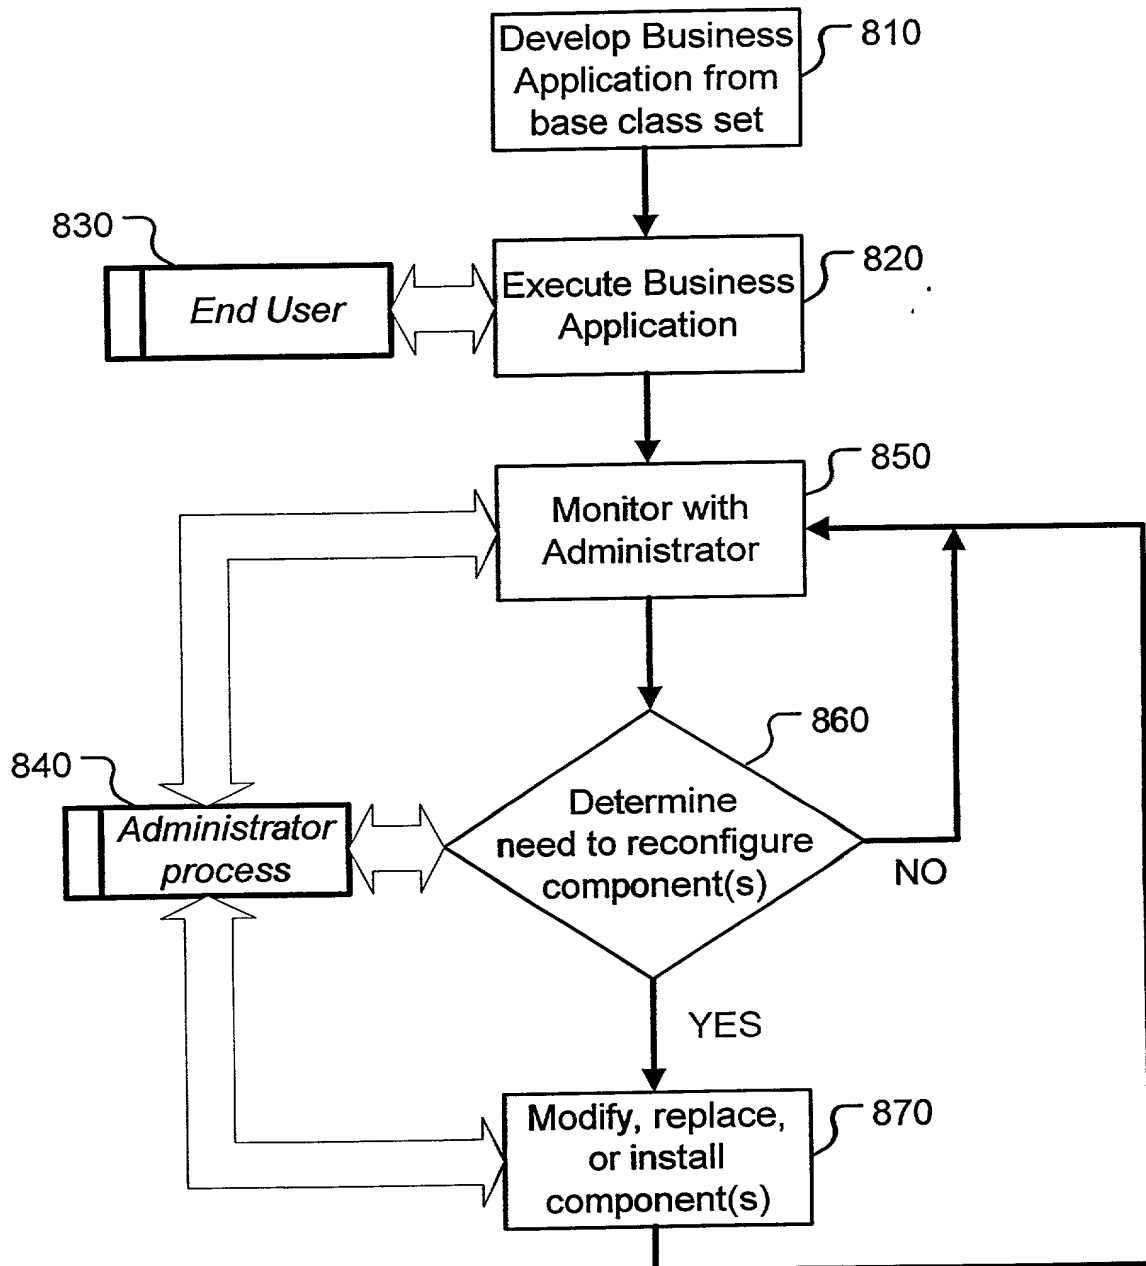 Develop Business
Application from
base class set
810
830
End User
Execute Business
Application
820
Monitor with
Administrator
850
840
Administrator
process
Determine
need to reconfigure
component(s)
860
NO
YES
Modify, replace,
or install
component(s)
870